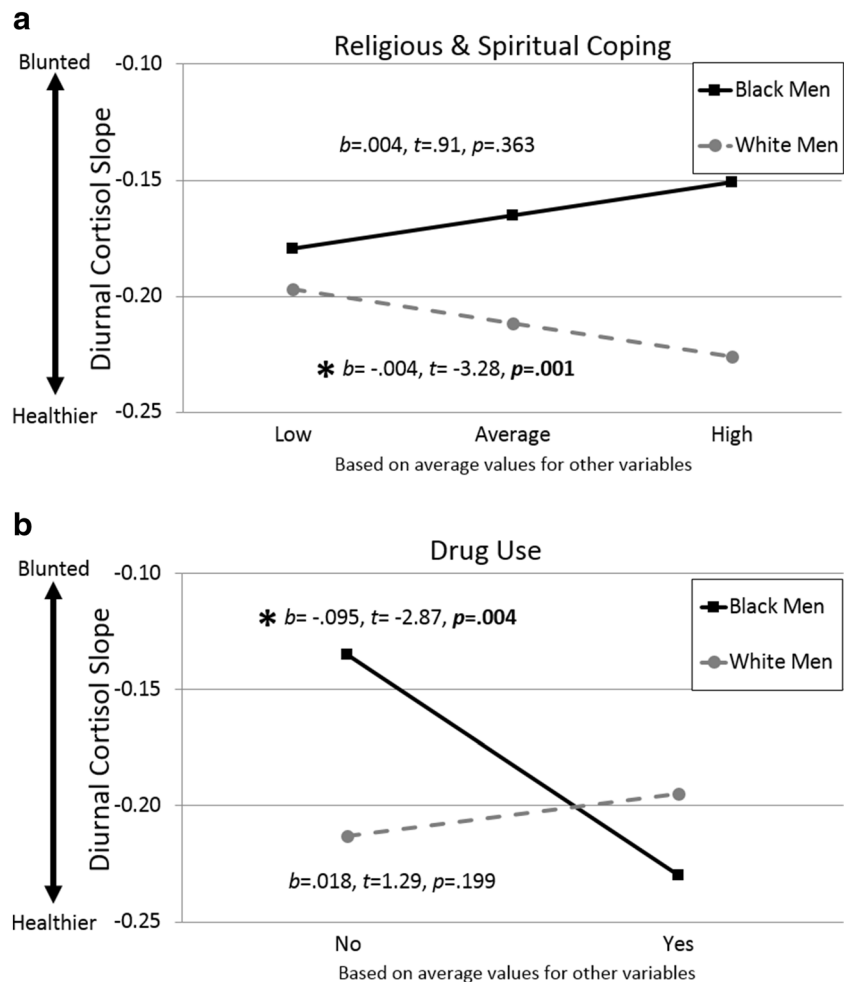 a
Religious & Spiritual Coping
Blunted
Healthier
Diurnal Cortisol Slope
-0.10
-0.15
-0.20
-0.25
Black Men
White Men
b=.004, t=.91, p=.363
* b= -.004, t= -3.28, p=.001
Low Average High
Based on average values for other variables
b
Drug Use
Blunted
Healthier
Diurnal Cortisol Slope
-0.10
-0.15
-0.20
-0.25
Black Men
White Men
* b= -.095, t= -2.87, p=.004
b=.018, t=1.29, p=.199
No Yes
Based on average values for other variables